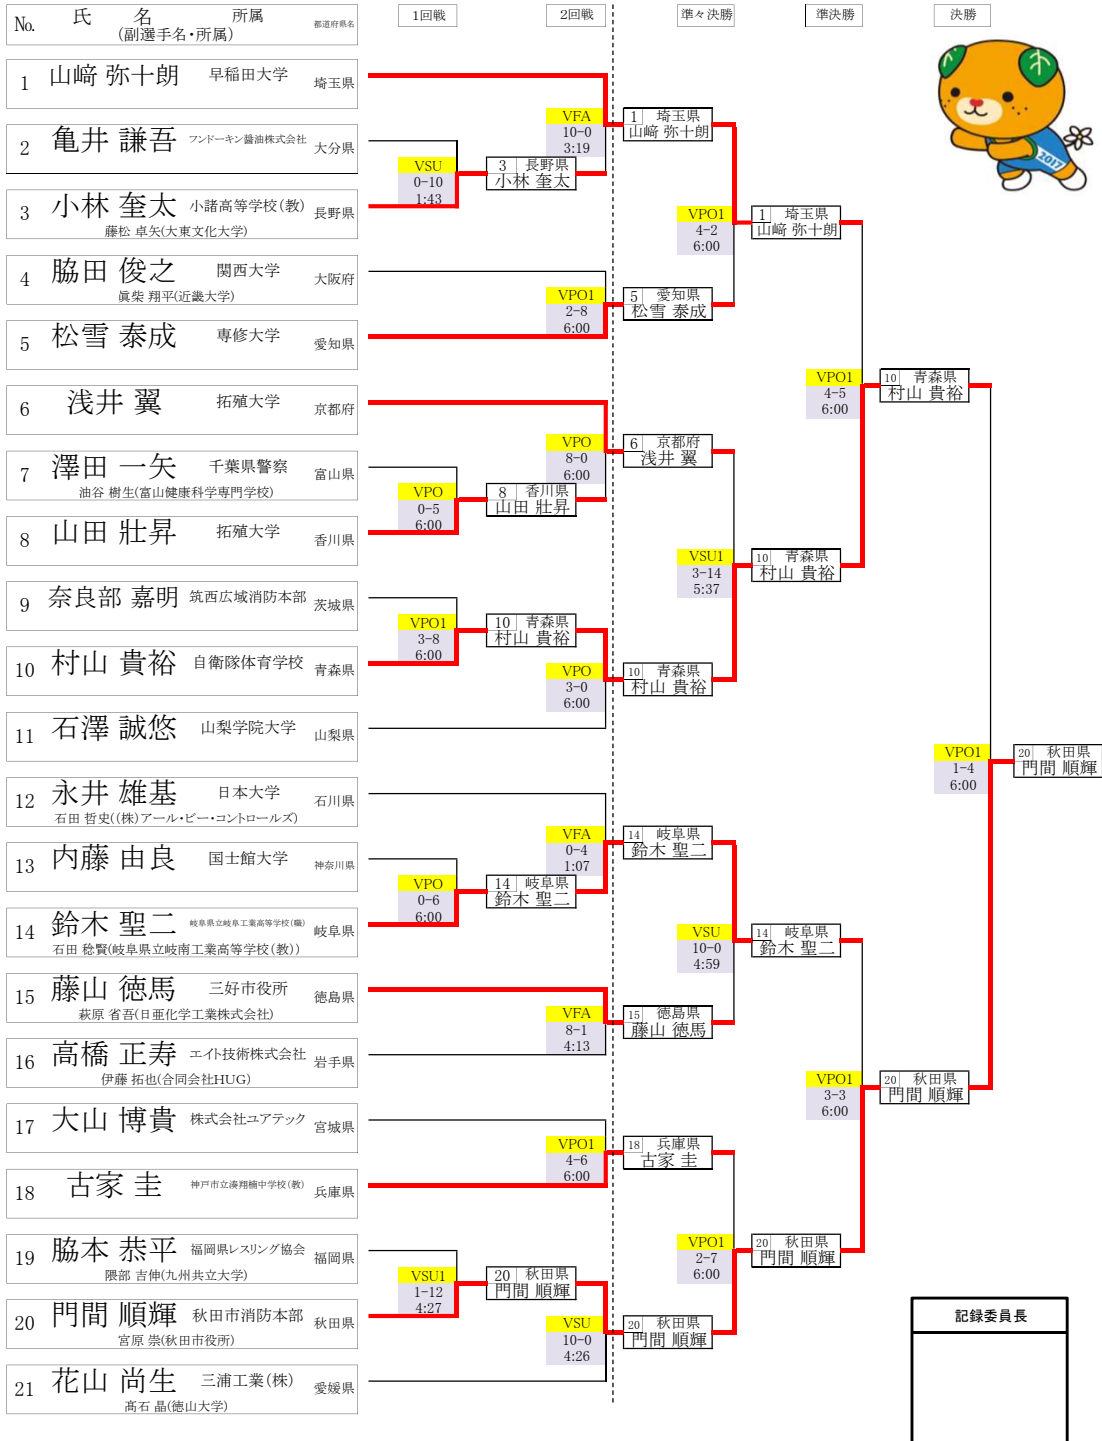 No. 氏 名 所属 都道府県名 1回戦 2回戦 準々決勝 準決勝 決勝
(副選手名・所属)
1 山﨑 弥十朗 早稲田大学 埼玉県
2 亀井 謙吾 フンドーキン醤油株式会社 大分県
3 小林 奎太 小諸高等学校(教) 長野県
藤松 卓矢(大東文化大学)
4 脇田 俊之 関西大学 大阪府
眞柴 翔平(近畿大学)
5 松雪 泰成 専修大学 愛知県
6 浅井 翼 拓殖大学 京都府
7 澤田 一矢 千葉県警察 富山県
油谷 樹生(富山健康科学専門学校)
8 山田 壯昇 拓殖大学 香川県
9 奈良部 嘉明 筑西広域消防本部 茨城県
10 村山 貴裕 自衛隊体育学校 青森県
11 石澤 誠悠 山梨学院大学 山梨県
12 永井 雄基 日本大学 石川県
石田 哲史((株)アール・ビー・コントロールズ)
13 内藤 由良 国士館大学 神奈川県
14 鈴木 聖二 岐阜県立岐阜工業高等学校(職) 岐阜県
石田 稔賢(岐阜県立岐南工業高等学校(教))
15 藤山 徳馬 三好市役所 徳島県
萩原 省吾(日亜化学工業株式会社)
16 高橋 正寿 エイト技術株式会社 岩手県
伊藤 拓也(合同会社HUG)
17 大山 博貴 株式会社ユアテック 宮城県
18 古家 圭 神戸市立湊翔楠中学校(教) 兵庫県
19 脇本 恭平 福岡県レスリング協会 福岡県
隈部 吉伸(九州共立大学)
20 門間 順輝 秋田市消防本部 秋田県
宮原 崇(秋田市役所)
21 花山 尚生 三浦工業(株) 愛媛県
髙石 晶(徳山大学)
VSU
0-10
1:43
VPO
0-5
6:00
VPO1
3-8
6:00
VPO
0-6
6:00
VSU1
1-12
4:27
3 長野県
小林 奎太
8 香川県
山田 壯昇
10 青森県
村山 貴裕
14 岐阜県
鈴木 聖二
20 秋田県
門間 順輝
VFA
10-0
3:19
VPO1
2-8
6:00
VPO
8-0
6:00
VPO
3-0
6:00
VFA
0-4
1:07
VFA
8-1
4:13
VPO1
4-6
6:00
VSU
10-0
4:26
1 埼玉県
山﨑 弥十朗
5 愛知県
松雪 泰成
6 京都府
浅井 翼
10 青森県
村山 貴裕
14 岐阜県
鈴木 聖二
15 徳島県
藤山 徳馬
18 兵庫県
古家 圭
20 秋田県
門間 順輝
VPO1
4-2
6:00
VSU1
3-14
5:37
VSU
10-0
4:59
VPO1
2-7
6:00
1 埼玉県
山﨑 弥十朗
10 青森県
村山 貴裕
14 岐阜県
鈴木 聖二
20 秋田県
門間 順輝
VPO1
4-5
6:00
VPO1
3-3
6:00
10 青森県
村山 貴裕
20 秋田県
門間 順輝
VPO1
1-4
6:00
20 秋田県
門間 順輝
2017
記録委員長